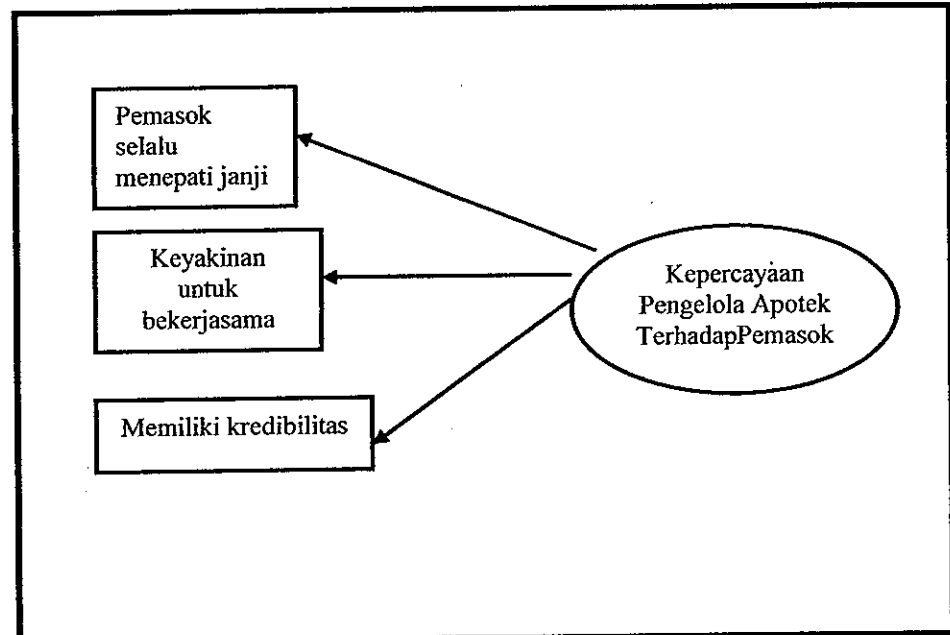 Pemasok
selalu
menepati janji
Keyakinan
untuk
bekerjasama
Memiliki kredibilitas
Kepercayaan
Pengelola Apotek
TerhadapPemasok